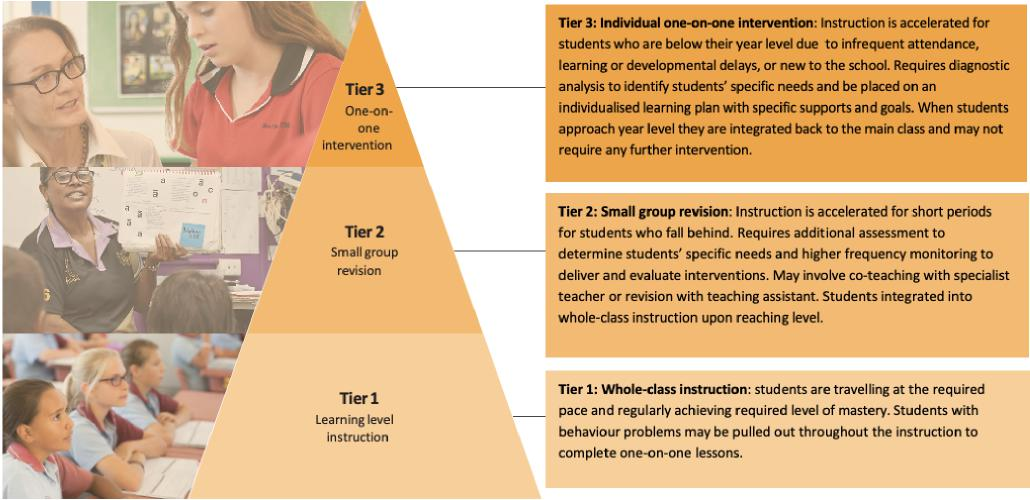 Tier 3
One-on-
one
intervention
Tier 2
Small group
revision
Tier 1
Learning level
instruction
Tier 3: Individual one-on-one intervention: Instruction is accelerated for
students who are below their year level due to infrequent attendance,
learning or developmental delays, or new to the school. Requires diagnostic
analysis to identify students' specific needs and be placed on an
individualised learning plan with specific supports and goals. When students
approach year level they are integrated back to the main class and may not
require any further intervention.
Tier 2: Small group revision: Instruction is accelerated for short periods
for students who fall behind. Requires additional assessment to
determine students' specific needs and higher frequency monitoring to
deliver and evaluate interventions. May involve co-teaching with specialist
teacher or revision with teaching assistant. Students integrated into
whole-class instruction upon reaching level.
Tier 1: Whole-class instruction: students are travelling at the required
pace and regularly achieving required level of mastery. Students with
behaviour problems may be pulled out throughout the instruction to
complete one-on-one lessons.